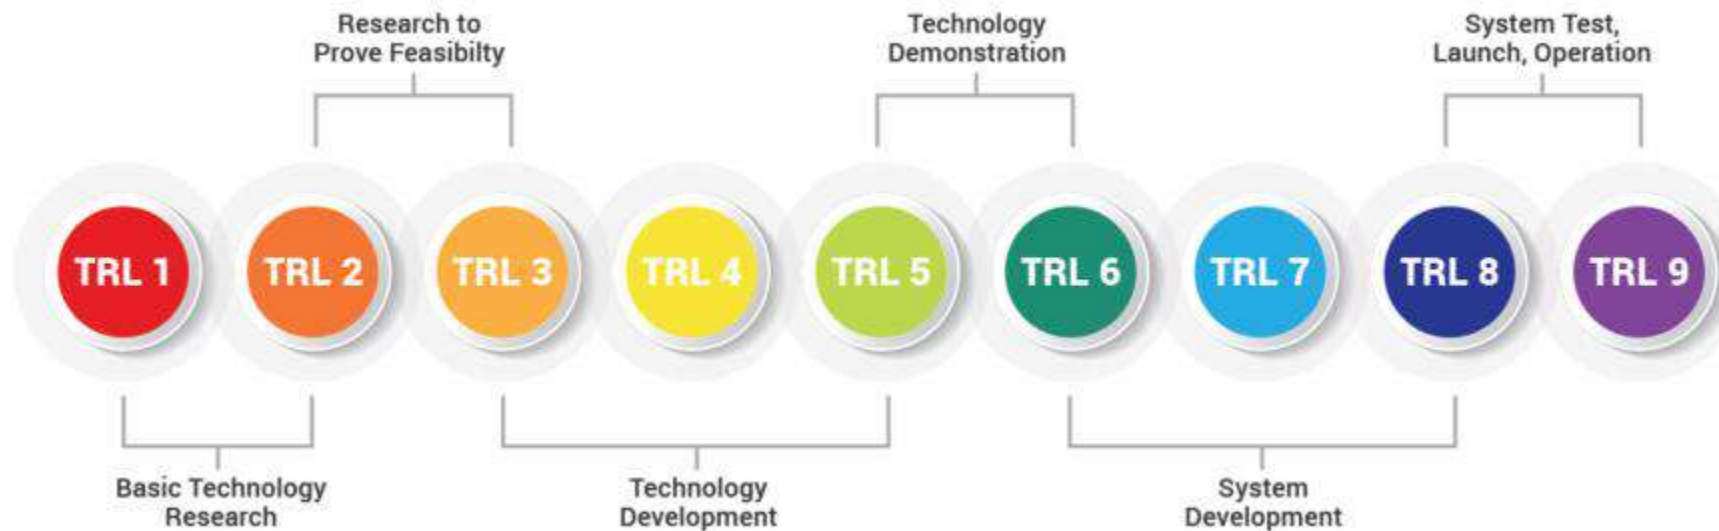 Research to
Prove Feasibilty
Technology
Demonstration
System Test,
Launch, Operation
TRL 1
TRL 2
TRL 3
TRL 4
TRL 5
TRL 6
TRL 7
TRL 8
TRL 9
Basic Technology
Research
Technology
Development
System
Development